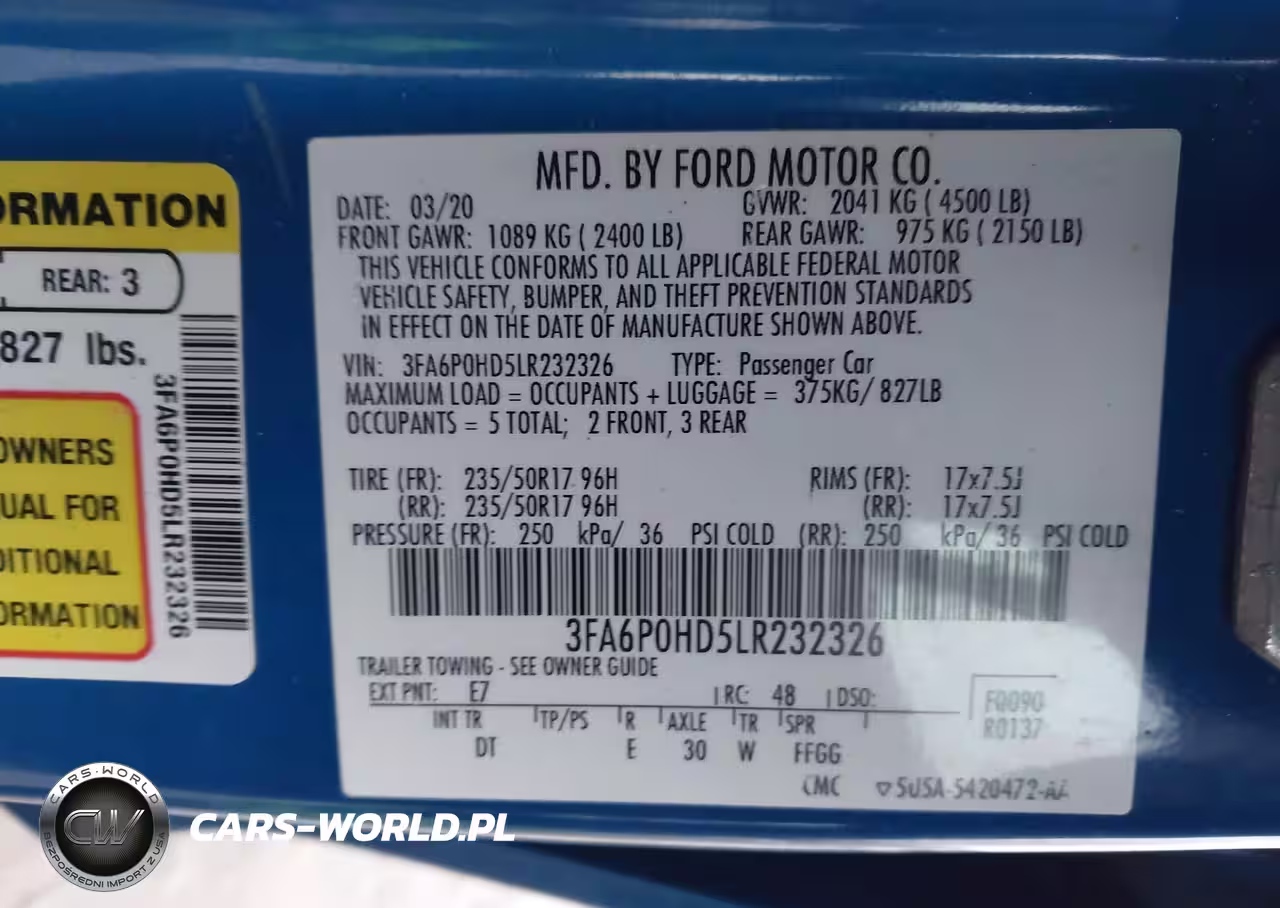 ORMATION
REAR: 3
827 lbs.
3FA6P0HD5LR232326
OWNERS
UAL FOR
DITIONAL
ORMATION
MFD. BY FORD MOTOR CO.
DATE: 03/20 GVWR: 2041 KG ( 4500 LB)
FRONT GAWR: 1089 KG ( 2400 LB) REAR GAWR: 975 KG ( 2150 LB)
THIS VEHICLE CONFORMS TO ALL APPLICABLE FEDERAL MOTOR
VEHICLE SAFETY, BUMPER, AND THEFT PREVENTION STANDARDS
IN EFFECT ON THE DATE OF MANUFACTURE SHOWN ABOVE.
VIN: 3FA6P0HD5LR232326 TYPE: Passenger Car
MAXIMUM LOAD = OCCUPANTS + LUGGAGE = 375KG/ 827LB
OCCUPANTS = 5 TOTAL; 2 FRONT, 3 REAR
TIRE (FR): 235/50R17 96H RIMS (FR): 17x7.5J
(RR): 235/50R17 96H (RR): 17x7.5J
PRESSURE (FR): 250 kPa/ 36 PSI COLD (RR): 250 kPa/ 36 PSI COLD
3FA6P0HD5LR232326
TRAILER TOWING - SEE OWNER GUIDE
EXT PNT: E7 RC: 48 DSO:
F0090
R0137
INT TR TP/PS R AXLE TR SPR
DT E 30 W FFGG
CMC 5USA-5420472-AA
CARS-WORLD
CW
BEZPOŚREDNI IMPORT Z USA
CARS-WORLD.PL